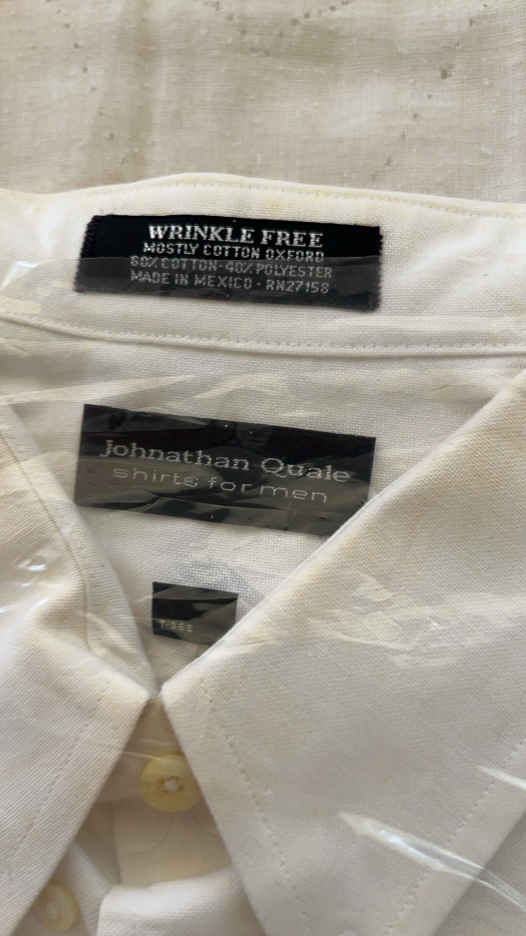 WRINKLE FREE
MOSTLY COTTON OXFORD
60% COTTON·40% POLYESTER
MADE IN MEXICO · RN27158
Johnathan Quale
shirts for men